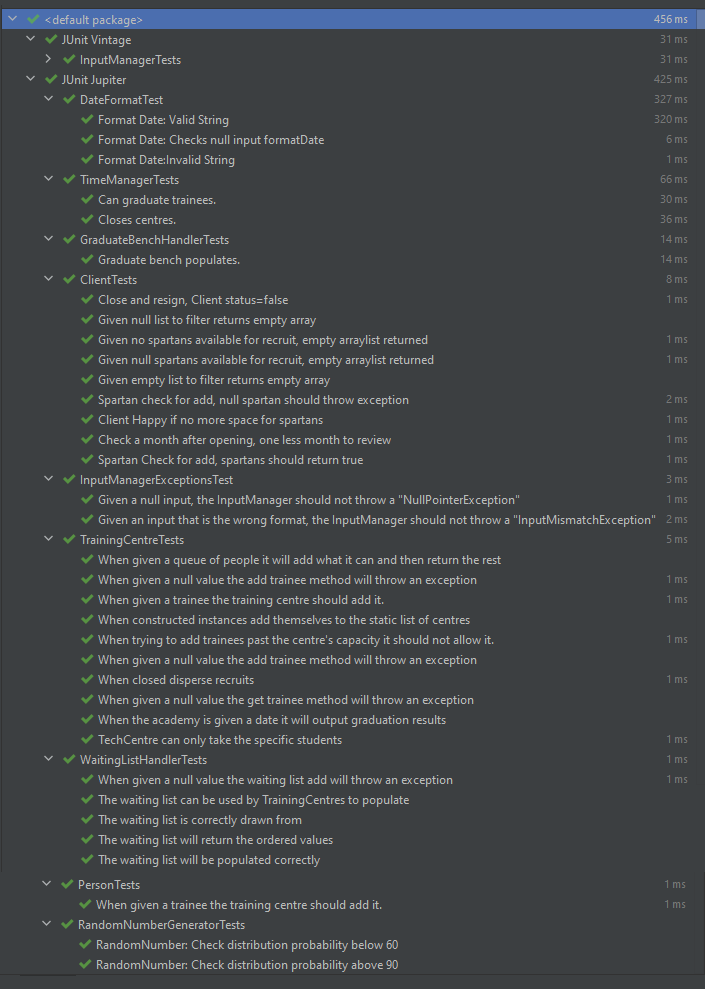 <default package> 456 ms
JUnit Vintage 31 ms
InputManagerTests 31 ms
JUnit Jupiter 425 ms
DateFormatTest 327 ms
Format Date: Valid String 320 ms
Format Date: Checks null input formatDate 6 ms
Format Date:Invalid String 1 ms
TimeManagerTests 66 ms
Can graduate trainees. 30 ms
Closes centres. 36 ms
GraduateBenchHandlerTests 14 ms
Graduate bench populates. 14 ms
ClientTests 8 ms
Close and resign, Client status=false 1 ms
Given null list to filter returns empty array
Given no spartans available for recruit, empty arraylist returned 1 ms
Given null spartans available for recruit, empty arraylist returned 1 ms
Given empty list to filter returns empty array
Spartan check for add, null spartan should throw exception 2 ms
Client Happy if no more space for spartans 1 ms
Check a month after opening, one less month to review 1 ms
Spartan Check for add, spartans should return true 1 ms
InputManagerExceptionsTest 3 ms
Given a null input, the InputManager should not throw a "NullPointerException" 1 ms
Given an input that is the wrong format, the InputManager should not throw a "InputMismatchException" 2 ms
TrainingCentreTests 5 ms
When given a queue of people it will add what it can and then return the rest
When given a null value the add trainee method will throw an exception 1 ms
When given a trainee the training centre should add it. 1 ms
When constructed instances add themselves to the static list of centres
When trying to add trainees past the centre's capacity it should not allow it. 1 ms
When given a null value the add trainee method will throw an exception
When closed disperse recruits 1 ms
When given a null value the get trainee method will throw an exception
When the academy is given a date it will output graduation results
TechCentre can only take the specific students 1 ms
WaitingListHandlerTests 1 ms
When given a null value the waiting list add will throw an exception 1 ms
The waiting list can be used by TrainingCentres to populate
The waiting list is correctly drawn from
The waiting list will return the ordered values
The waiting list will be populated correctly
PersonTests 1 ms
When given a trainee the training centre should add it. 1 ms
RandomNumberGeneratorTests
RandomNumber: Check distribution probability below 60
RandomNumber: Check distribution probability above 90